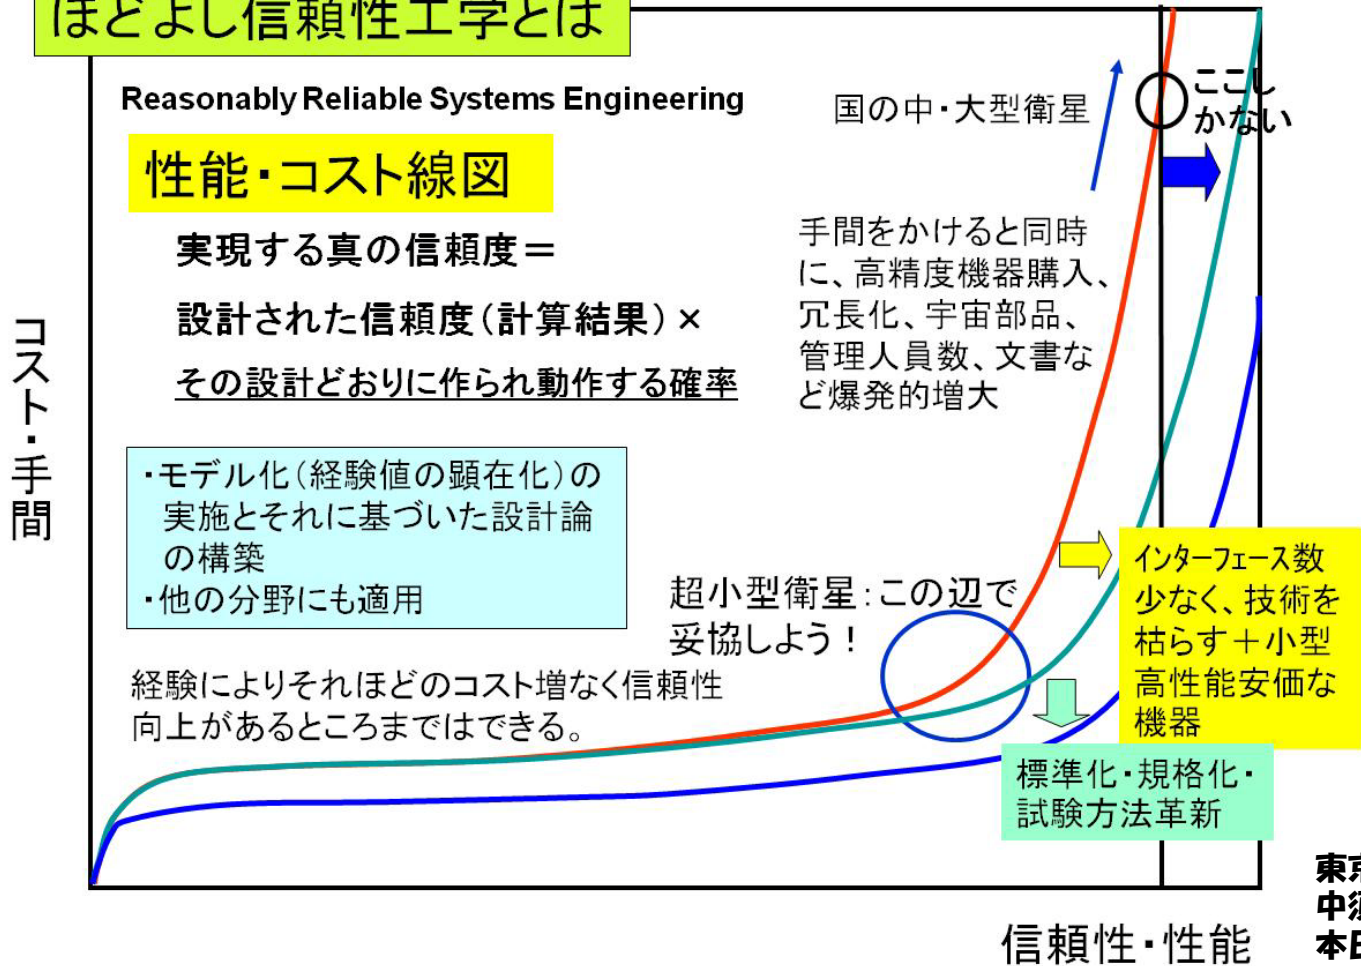 ほどよし信頼性工学とは
Reasonably Reliable Systems Engineering
性能・コスト線図
実現する真の信頼度＝
設計された信頼度（計算結果）×
その設計どおりに作られ動作する確率
・モデル化（経験値の顕在化）の
実施とそれに基づいた設計論
の構築
・他の分野にも適用
経験によりそれほどのコスト増なく信頼性
向上があるところまではできる。
国の中・大型衛星
ここし
かない
手間をかけると同時
に、高精度機器購入、
冗長化、宇宙部品、
管理人員数、文書な
ど爆発的増大
超小型衛星：この辺で
妥協しよう！
インターフェース数
少なく、技術を
枯らす＋小型
高性能安価な
機器
標準化・規格化・
試験方法革新
コスト・手間
信頼性・性能
東
中
本